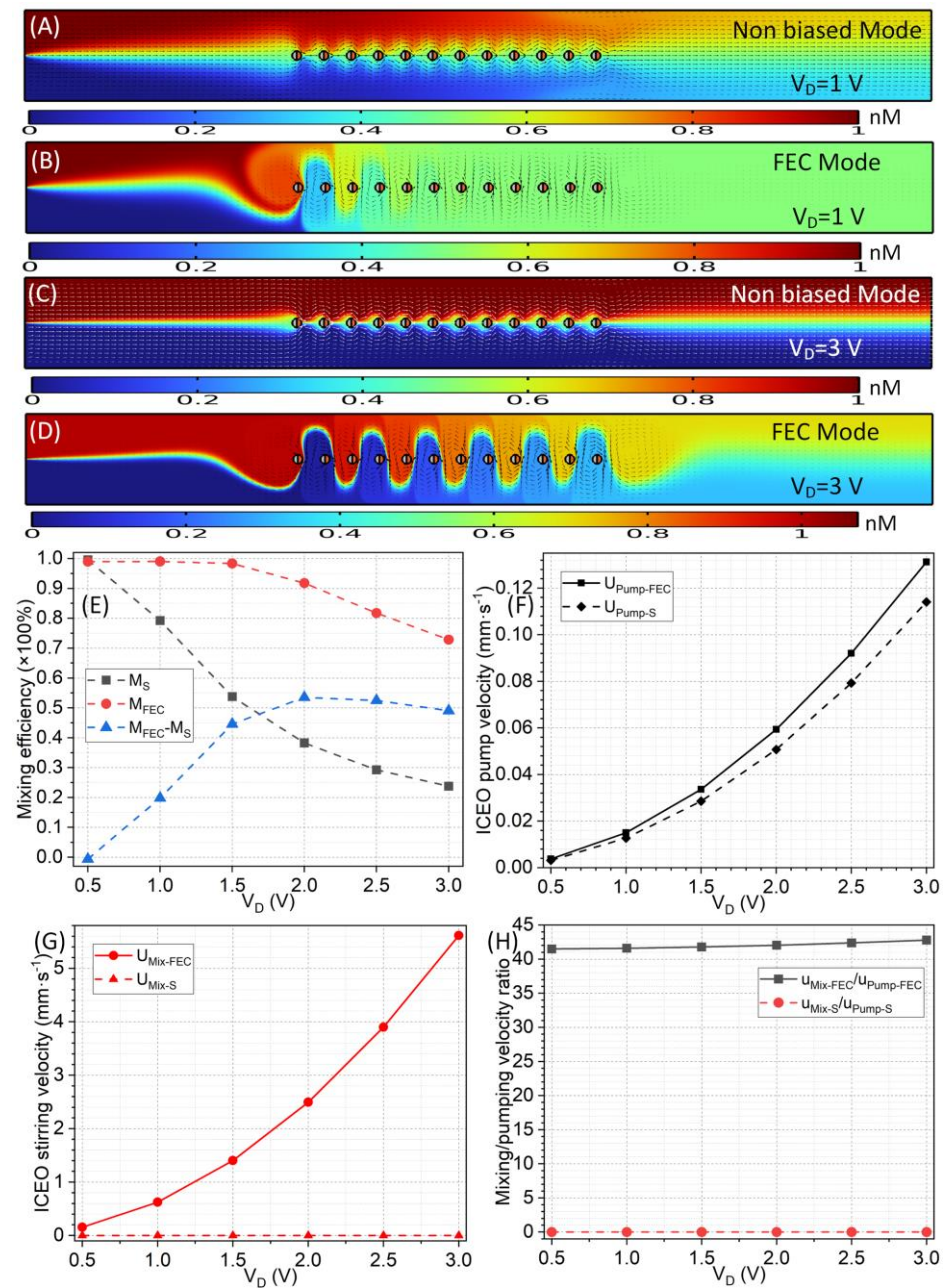 (A) Non biased Mode
V_D=1 V
0 0.2 0.4 0.6 0.8 1 nM
(B) FEC Mode
V_D=1 V
0 0.2 0.4 0.6 0.8 1 nM
(C) Non biased Mode
V_D=3 V
0 0.2 0.4 0.6 0.8 1 nM
(D) FEC Mode
V_D=3 V
0 0.2 0.4 0.6 0.8 1 nM
(E)
Mixing efficiency (×100%)
1.0
0.9
0.8
0.7
0.6
0.5
0.4
0.3
0.2
0.1
0.0
M_S
M_FEC
M_FEC-M_S
0.5 1.0 1.5 2.0 2.5 3.0
V_D (V)
(F)
ICEO pump velocity (mm·s⁻¹)
0.12
0.10
0.08
0.06
0.04
0.02
0.00
U_Pump-FEC
U_Pump-S
0.5 1.0 1.5 2.0 2.5 3.0
V_D (V)
(G)
ICEO stirring velocity (mm·s⁻¹)
5
4
3
2
1
0
U_Mix-FEC
U_Mix-S
0.5 1.0 1.5 2.0 2.5 3.0
V_D (V)
(H)
Mixing/pumping velocity ratio
45
40
35
30
25
20
15
10
5
0
u_Mix-FEC/u_Pump-FEC
u_Mix-S/u_Pump-S
0.5 1.0 1.5 2.0 2.5 3.0
V_D (V)